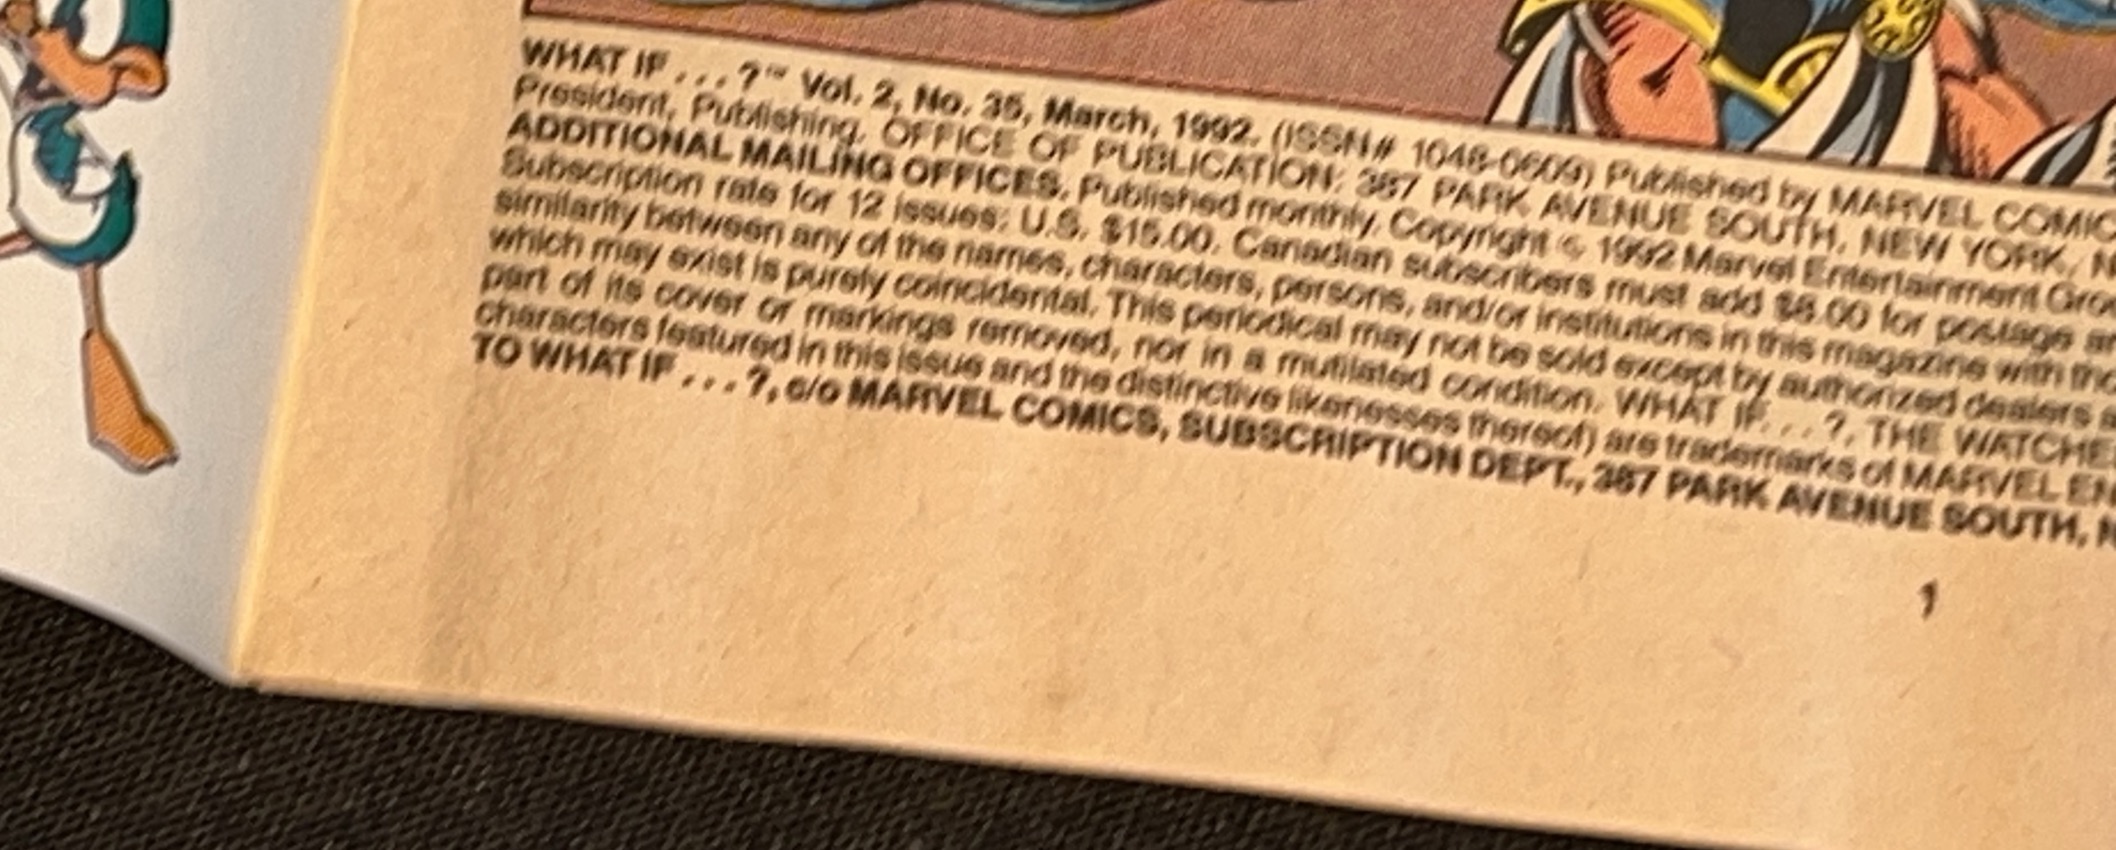 WHAT IF . . . ?™ Vol. 2, No. 35, March, 1992. (ISSN# 1048-0609) Published by MARVEL COMIC
President, Publishing. OFFICE OF PUBLICATION: 387 PARK AVENUE SOUTH, NEW YORK, N
ADDITIONAL MAILING OFFICES. Published monthly. Copyright © 1992 Marvel Entertainment Grou
Subscription rate for 12 issues: U.S. $15.00. Canadian subscribers must add $8.00 for postage an
similarity between any of the names, characters, persons, and/or institutions in this magazine with tho
which may exist is purely coincidental. This periodical may not be sold except by authorized dealers a
part of its cover or markings removed, nor in a mutilated condition. WHAT IF. . . ?, THE WATCHE
characters featured in this issue and the distinctive likenesses thereof) are trademarks of MARVEL EN
TO WHAT IF . . . ?, c/o MARVEL COMICS, SUBSCRIPTION DEPT., 387 PARK AVENUE SOUTH, N
1